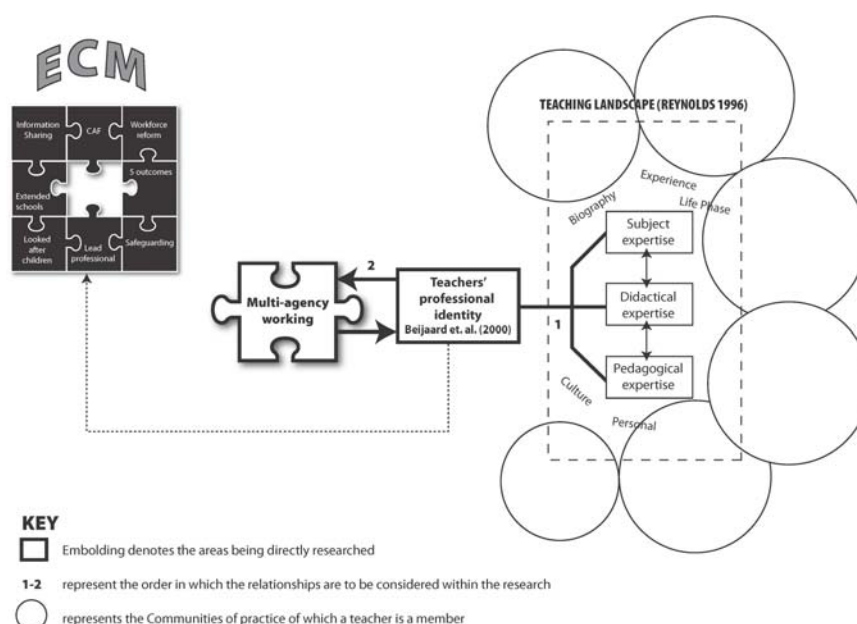 ECM
Information
Sharing
CAF
Workforce
reform
Extended
schools
5 outcomes
Looked
after
children
Lead
professional
Safeguarding
Multi-agency
working
2
Teachers'
professional
identity
Beijaard et. al. (2000)
1
TEACHING LANDSCAPE (REYNOLDS 1996)
Experience
Biography
Life Phase
Subject
expertise
Didactical
expertise
Pedagogical
expertise
Culture
Personal
KEY
Embolding denotes the areas being directly researched
1-2 represent the order in which the relationships are to be considered within the research
represents the Communities of practice of which a teacher is a member